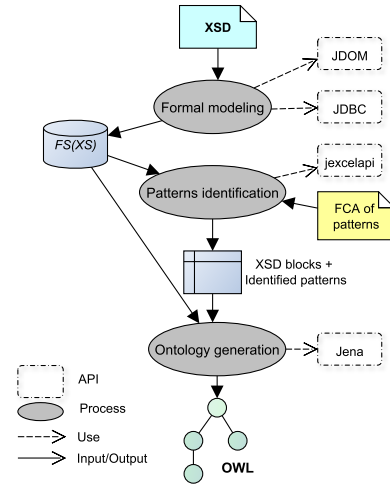 XSD
JDOM
Formal modeling
JDBC
FS(XS)
jexcelapi
Patterns identification
FCA of
patterns
XSD blocks +
Identified patterns
Ontology generation
Jena
API
Process
Use
Input/Output
OWL